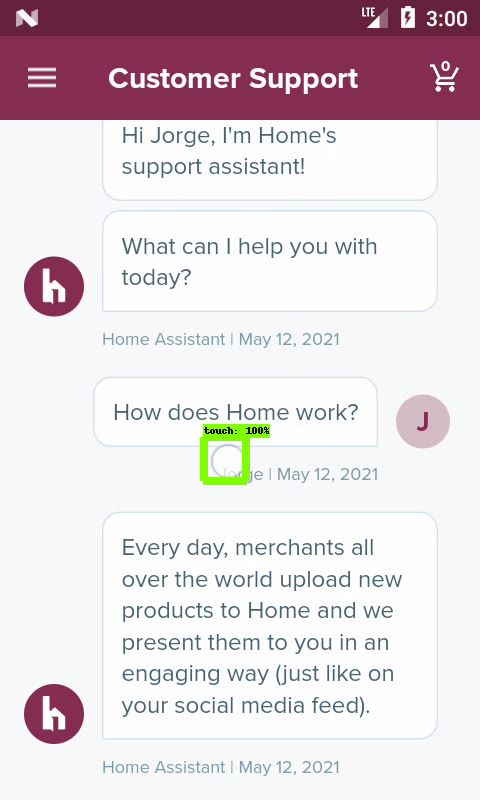 LTE 3:00
Customer Support
0
Hi Jorge, I'm Home's
support assistant!
What can I help you with
today?
h
Home Assistant | May 12, 2021
How does Home work?
J
touch: 100%
Jorge | May 12, 2021
Every day, merchants all
over the world upload new
products to Home and we
present them to you in an
engaging way (just like on
your social media feed).
h
Home Assistant | May 12, 2021